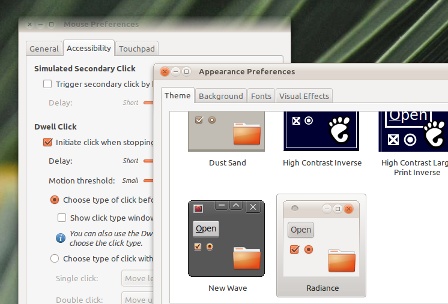 Mouse Preferences
General
Accessibility
Touchpad
Simulated Secondary Click
Trigger secondary click by
Delay:
Short
Dwell Click
Initiate click when stopping
Delay:
Short
Motion threshold:
Small
Choose type of click befo
Show click type window
You can also use the Dw
choose the click type.
Choose type of click with
Single click:
Move le
Double click:
Move u
Appearance Preferences
Theme
Background
Fonts
Visual Effects
Open
Dust Sand
High Contrast Inverse
High Contrast Larg
Print Inverse
Open
New Wave
Open
Radiance